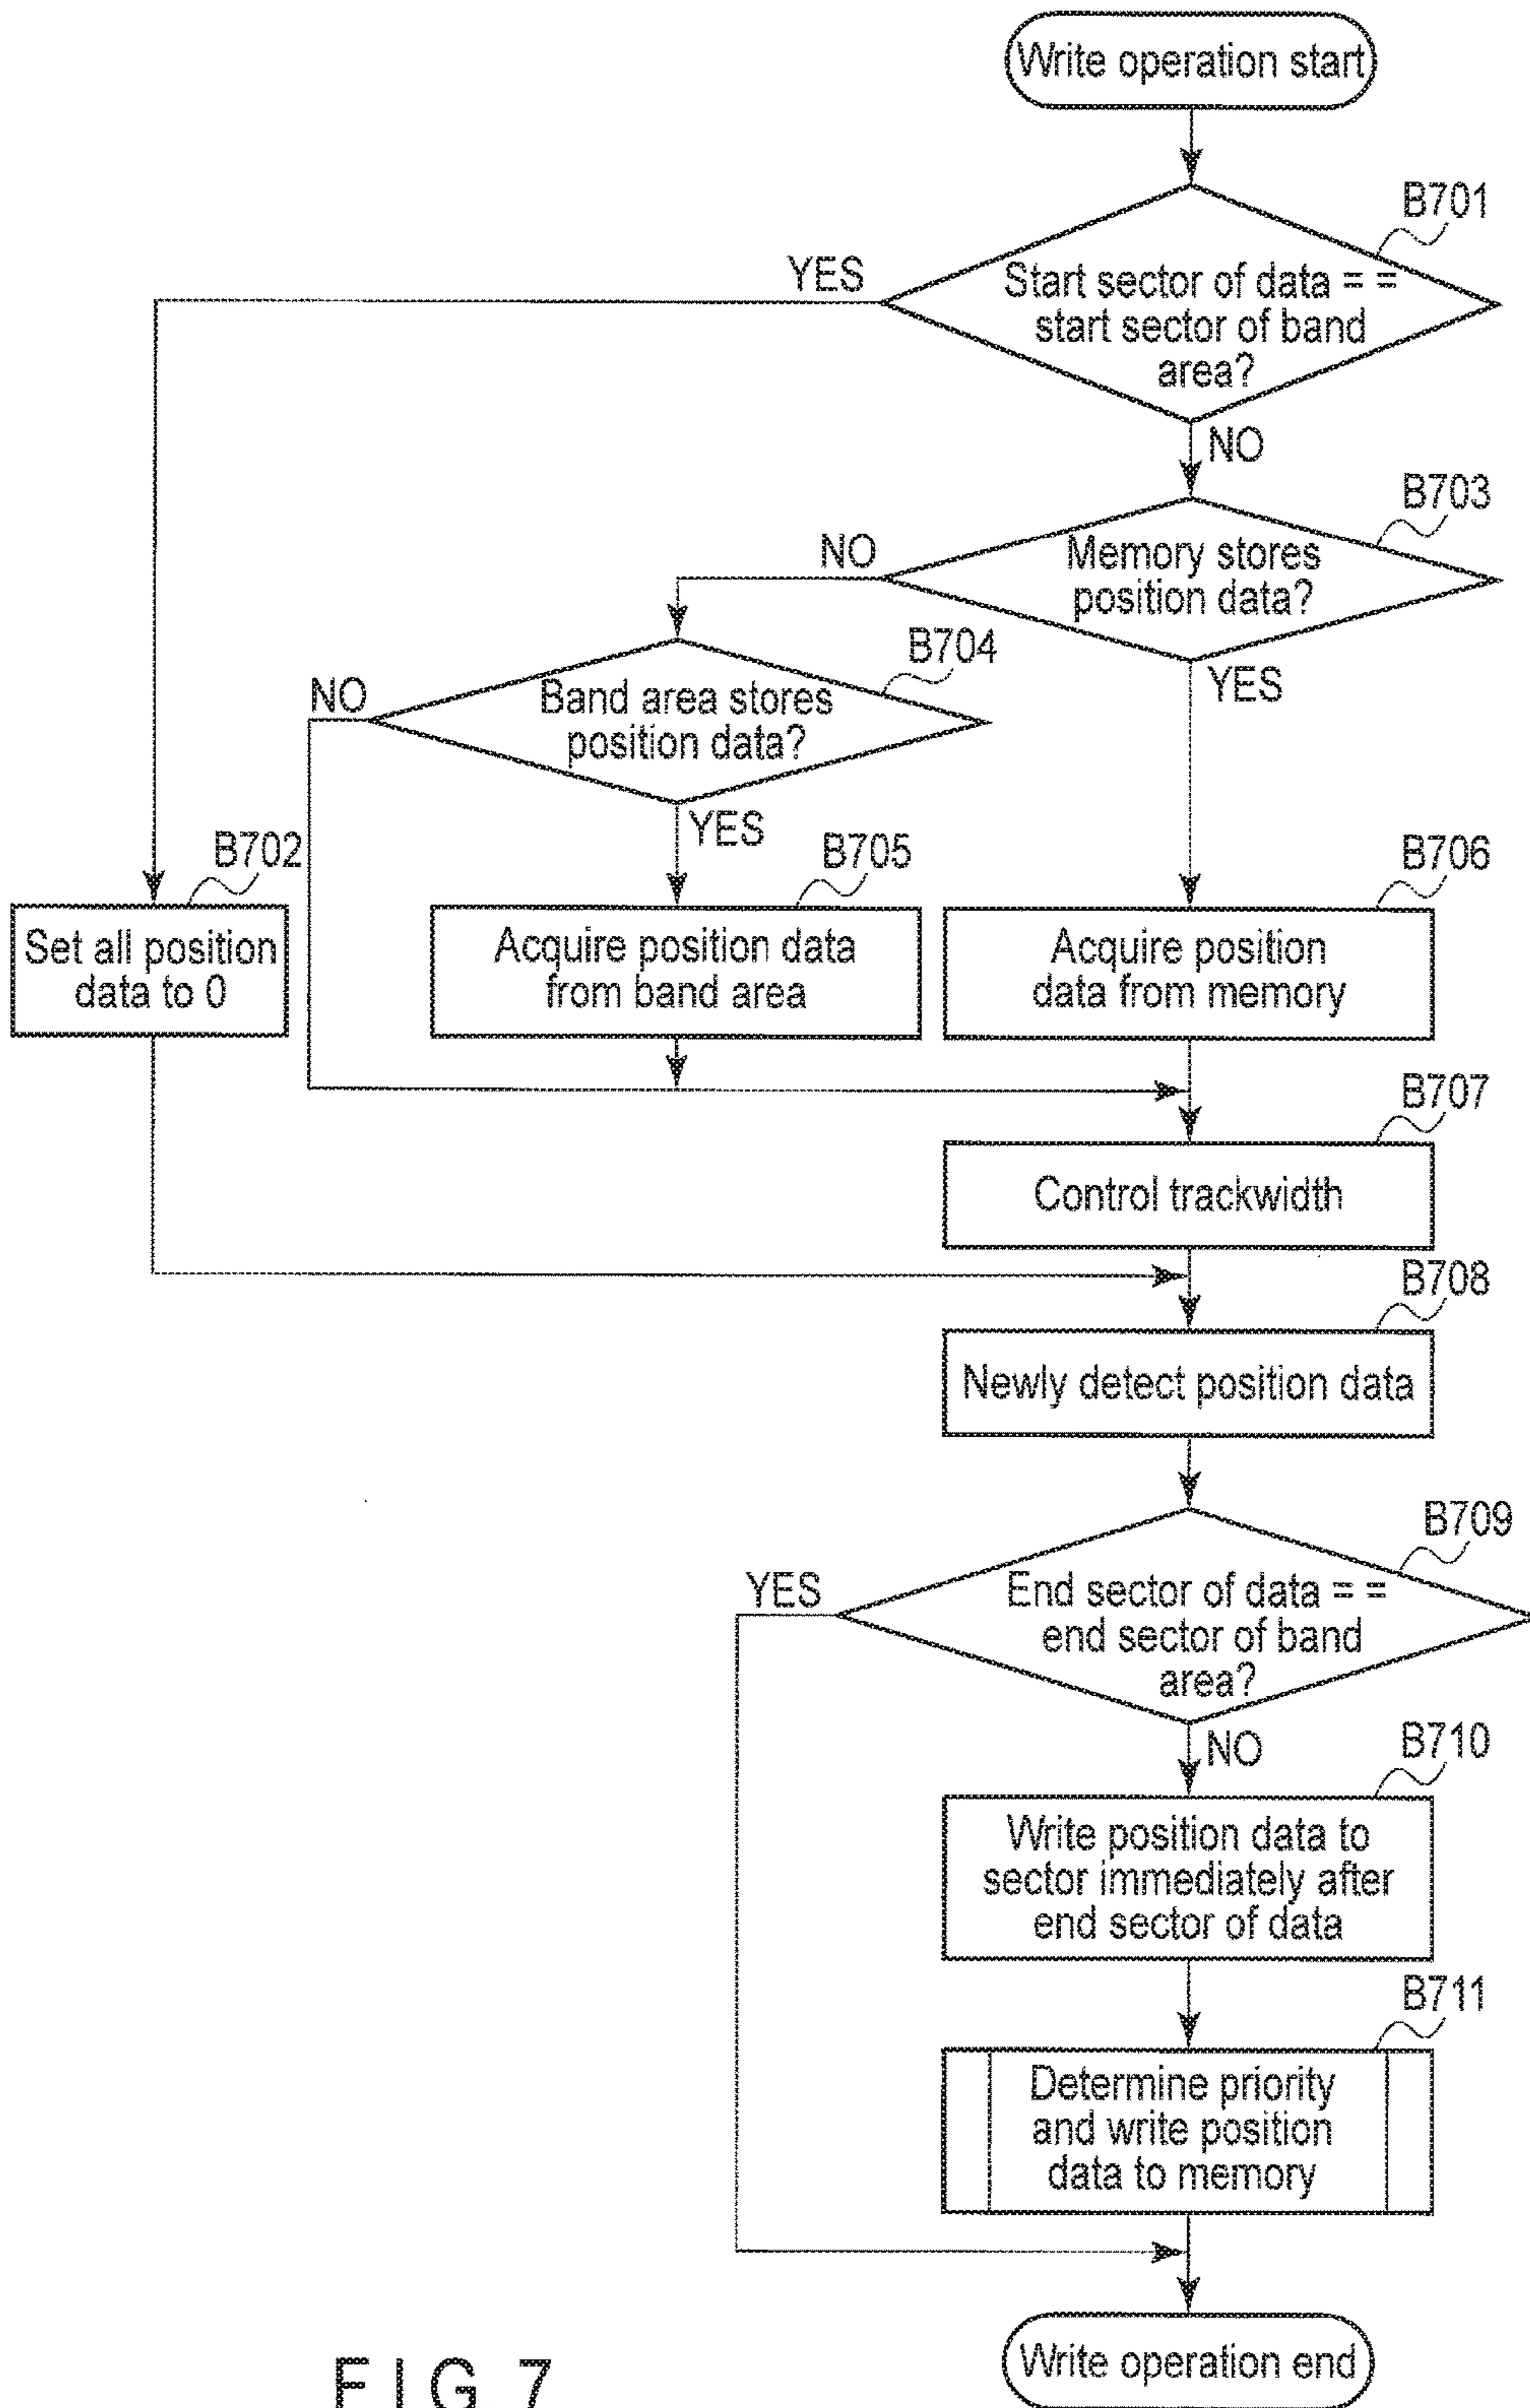 Write operation start
B701
YES
Start sector of data = =
start sector of band
area?
NO
B703
NO
Memory stores
position data?
B704
YES
NO
Band area stores
position data?
YES
B702
B705
B706
Set all position
data to 0
Acquire position data
from band area
Acquire position
data from memory
B707
Control trackwidth
B708
Newly detect position data
B709
YES
End sector of data = =
end sector of band
area?
NO
B710
Write position data to
sector immediately after
end sector of data
B711
Determine priority
and write position
data to memory
Write operation end
FIG. 7